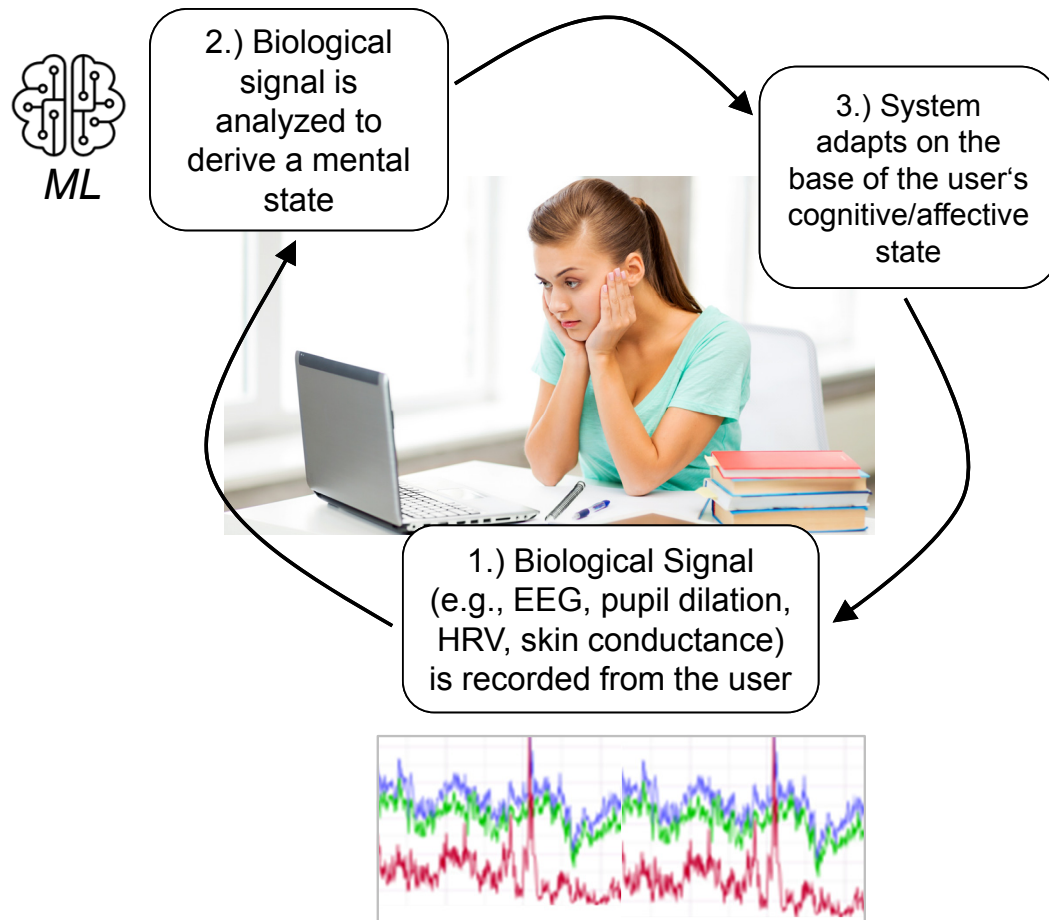 2.) Biological
signal is
analyzed to
derive a mental
state
ML
3.) System
adapts on the
base of the user‘s
cognitive/affective
state
1.) Biological Signal
(e.g., EEG, pupil dilation,
HRV, skin conductance)
is recorded from the user